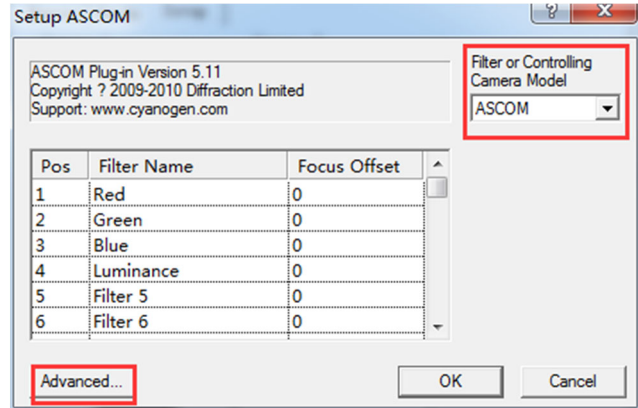 Setup ASCOM
ASCOM Plug-in Version 5.11
Copyright ? 2009-2010 Diffraction Limited
Support: www.cyanogen.com
Filter or Controlling
Camera Model
ASCOM
Pos Filter Name Focus Offset
1 Red 0
2 Green 0
3 Blue 0
4 Luminance 0
5 Filter 5 0
6 Filter 6 0
Advanced... OK Cancel